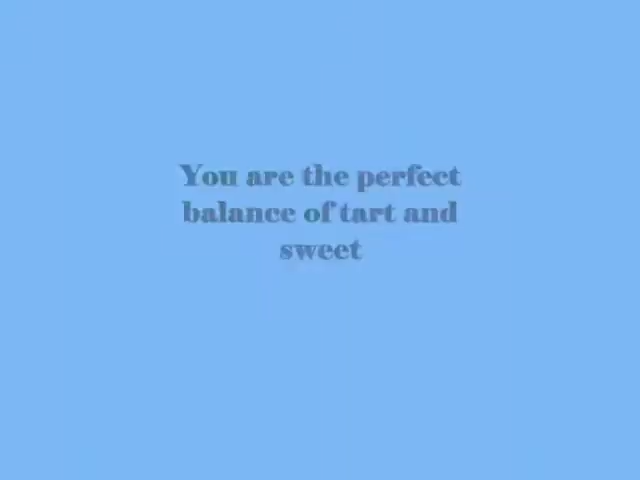 You are the perfect
balance of tart and
sweet